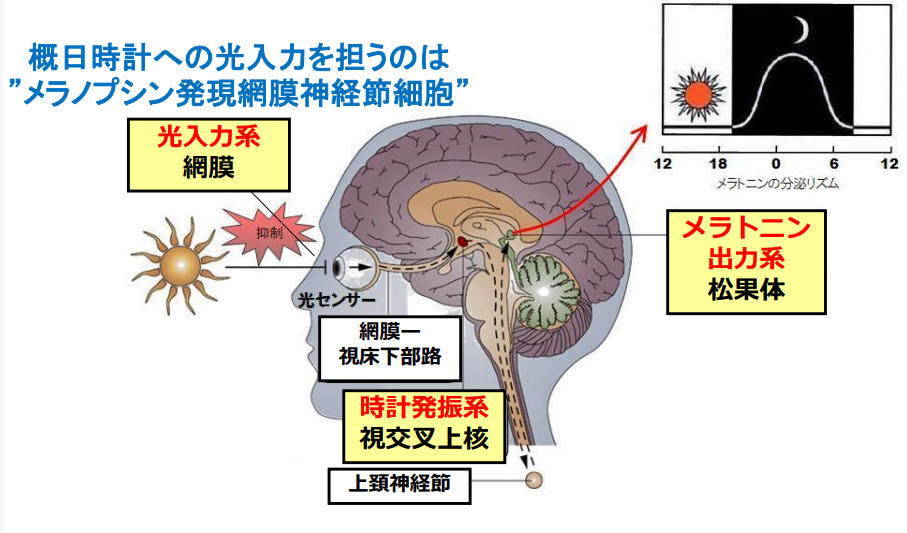 概日時計への光入力を担うのは
”メラノプシン発現網膜神経節細胞”
光入力系
網膜
抑制
光センサー
網膜ー
視床下部路
時計発振系
視交叉上核
上頚神経節
12 18 0 6 12
メラトニンの分泌リズム
メラトニン
出力系
松果体